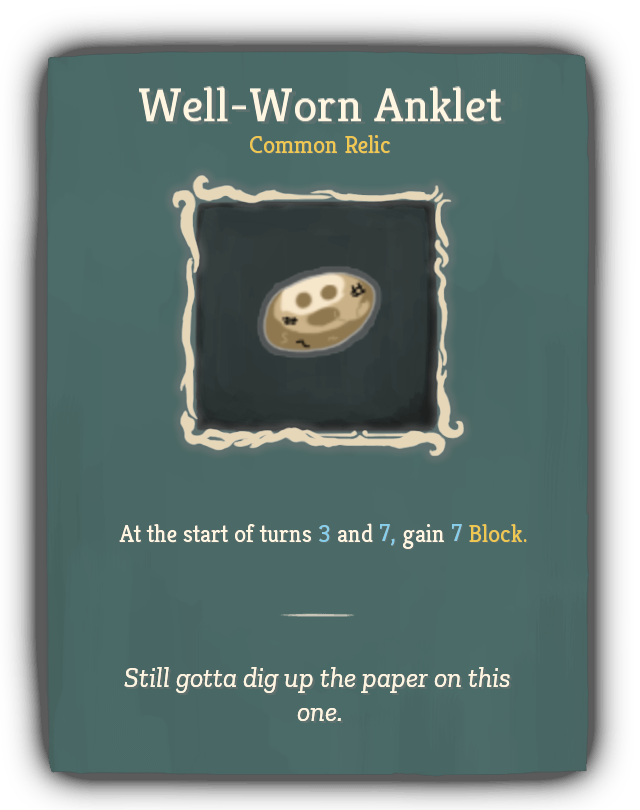 Well-Worn Anklet
Common Relic
At the start of turns 3 and 7, gain 7 Block.
Still gotta dig up the paper on this
one.